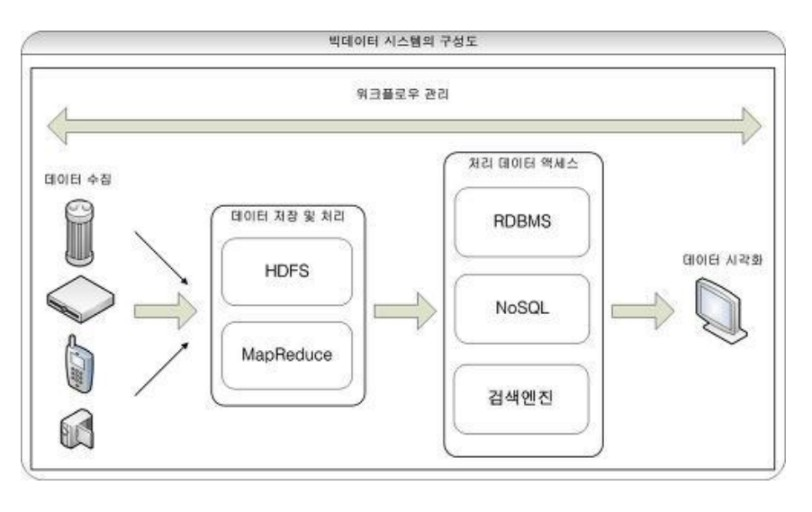 빅데이터 시스템의 구성도
워크플로우 관리
데이터 수집
데이터 저장 및 처리
HDFS
MapReduce
처리 데이터 액세스
RDBMS
NoSQL
검색엔진
데이터 시각화